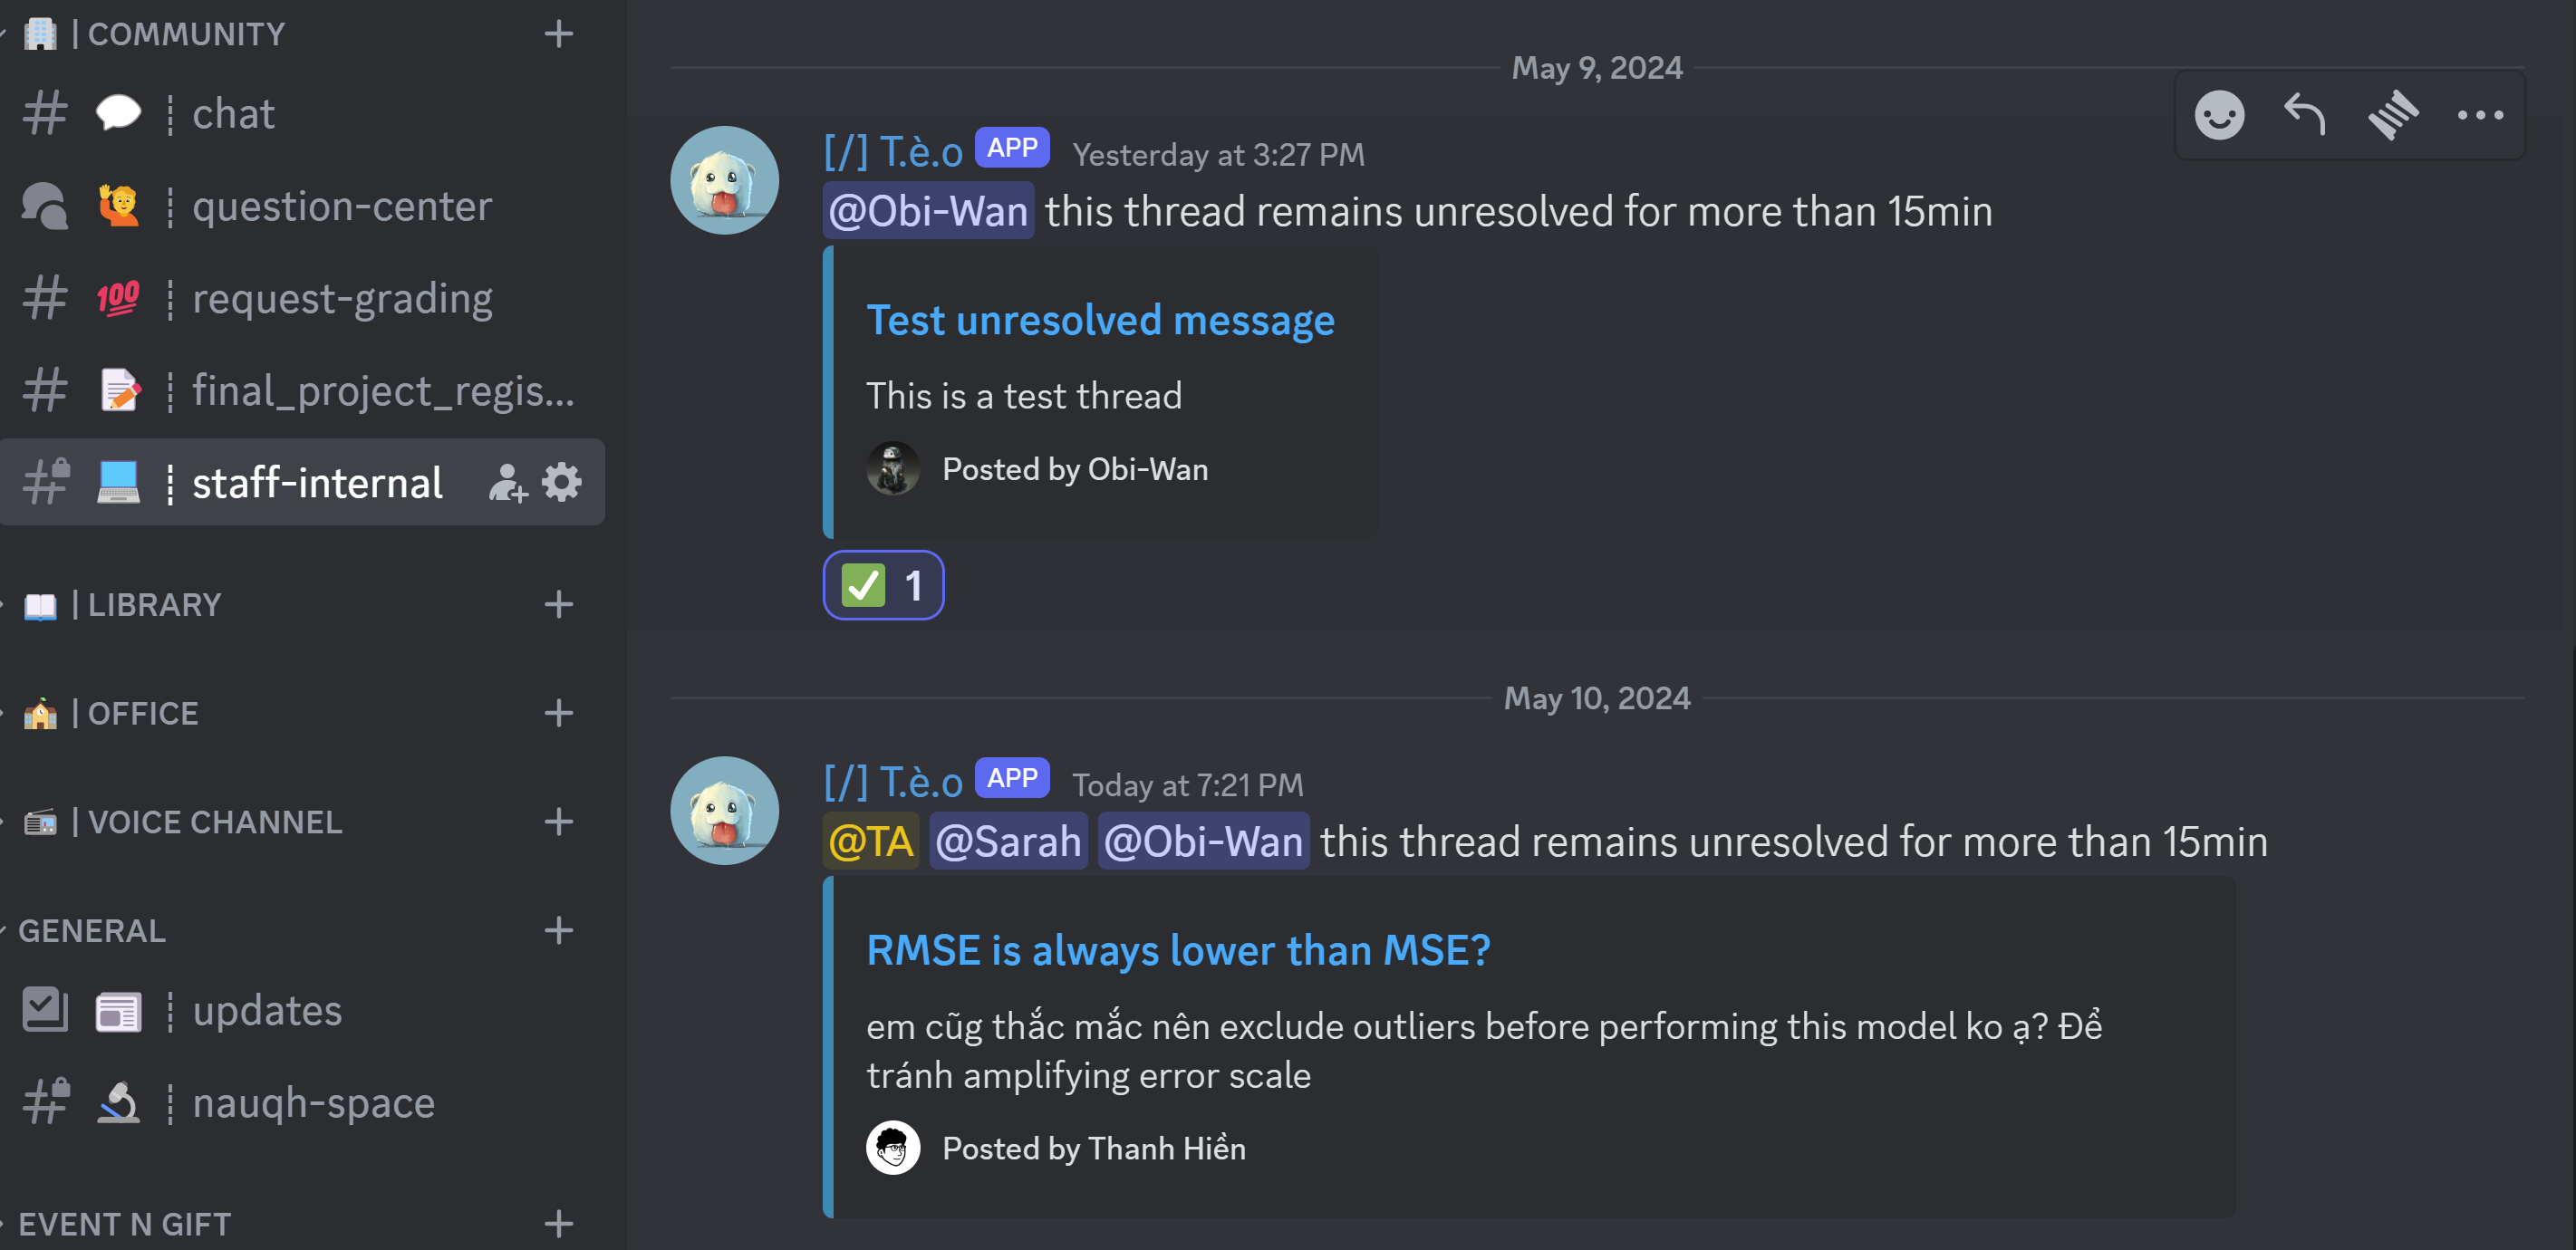 | COMMUNITY
chat
question-center
request-grading
final_project_regis...
staff-internal
| LIBRARY
| OFFICE
| VOICE CHANNEL
GENERAL
updates
nauqh-space
EVENT N GIFT
May 9, 2024
[/] T.è.o APP Yesterday at 3:27 PM
@Obi-Wan this thread remains unresolved for more than 15min
Test unresolved message
This is a test thread
Posted by Obi-Wan
1
May 10, 2024
[/] T.è.o APP Today at 7:21 PM
@TA @Sarah @Obi-Wan this thread remains unresolved for more than 15min
RMSE is always lower than MSE?
em cũg thắc mắc nên exclude outliers before performing this model ko ạ? Để
tránh amplifying error scale
Posted by Thanh Hiền